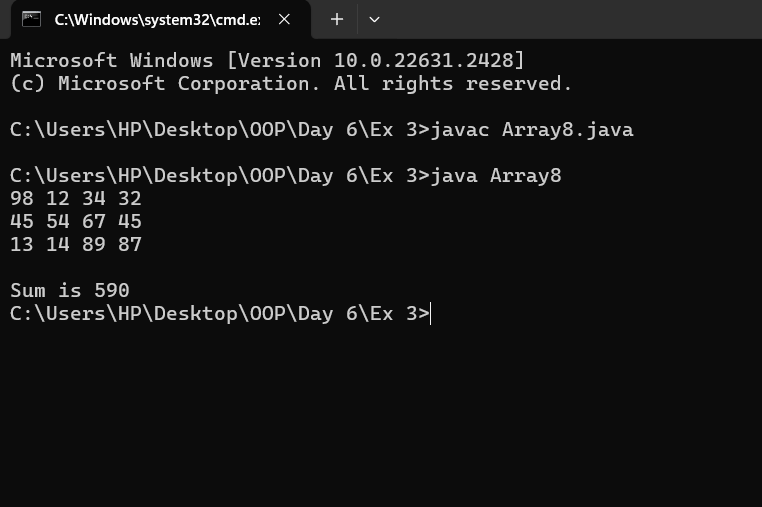 C:\Windows\system32\cmd.e
Microsoft Windows [Version 10.0.22631.2428]
(c) Microsoft Corporation. All rights reserved.
C:\Users\HP\Desktop\OOP\Day 6\Ex 3>javac Array8.java
C:\Users\HP\Desktop\OOP\Day 6\Ex 3>java Array8
98 12 34 32
45 54 67 45
13 14 89 87
Sum is 590
C:\Users\HP\Desktop\OOP\Day 6\Ex 3>